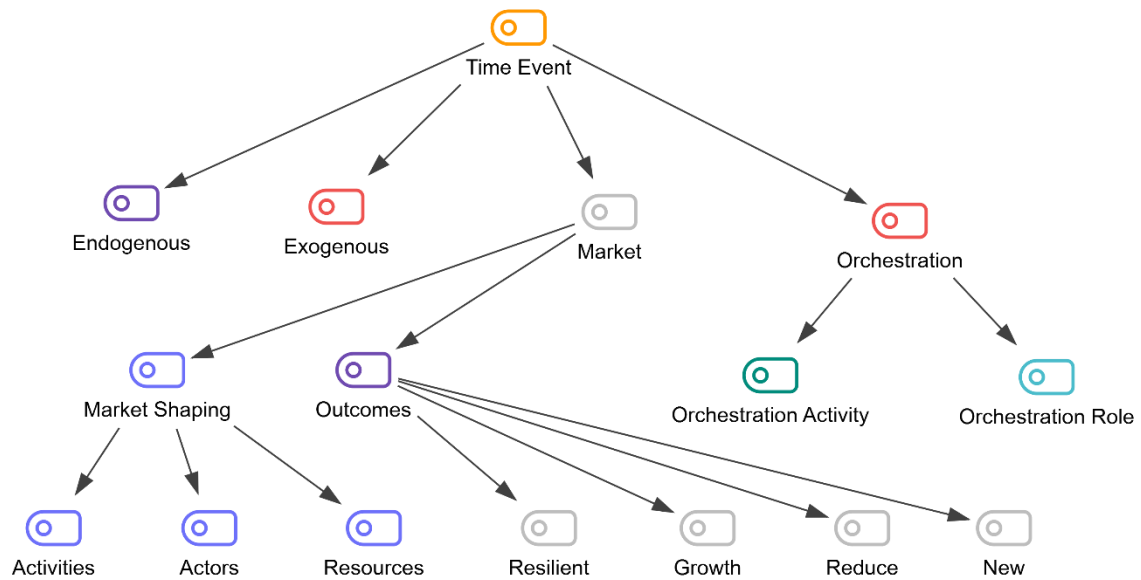 Time Event
Endogenous
Exogenous
Market
Orchestration
Market Shaping
Outcomes
Orchestration Activity
Orchestration Role
Activities
Actors
Resources
Resilient
Growth
Reduce
New